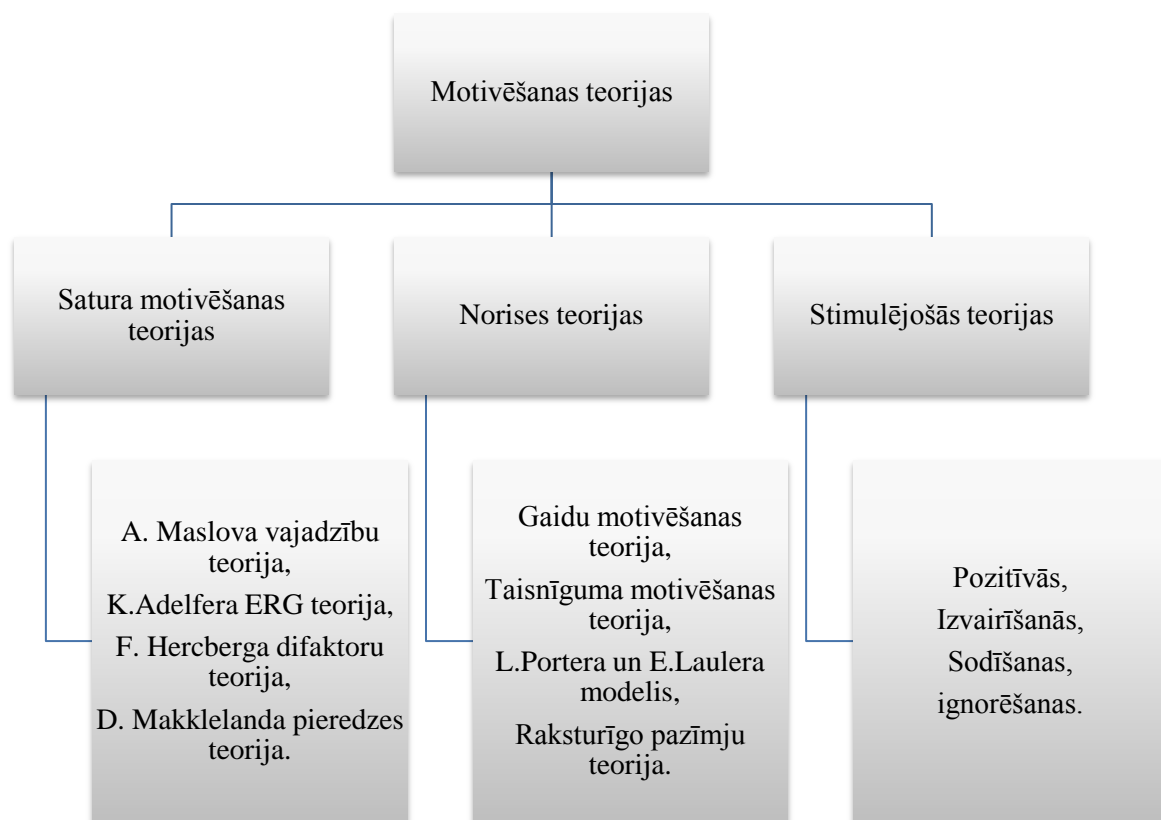 Motivēšanas teorijas
Satura motivēšanas
teorijas
Norises teorijas
Stimulējošās teorijas
A. Maslova vajadzību
teorija,
K.Adelfera ERG teorija,
F. Hercberga difaktoru
teorija,
D. Makklelanda pieredzes
teorija.
Gaidu motivēšanas
teorija,
Taisnīguma motivēšanas
teorija,
L.Portera un E.Laulera
modelis,
Raksturīgo pazīmju
teorija.
Pozitīvās,
Izvairīšanās,
Sodīšanas,
ignorēšanas.